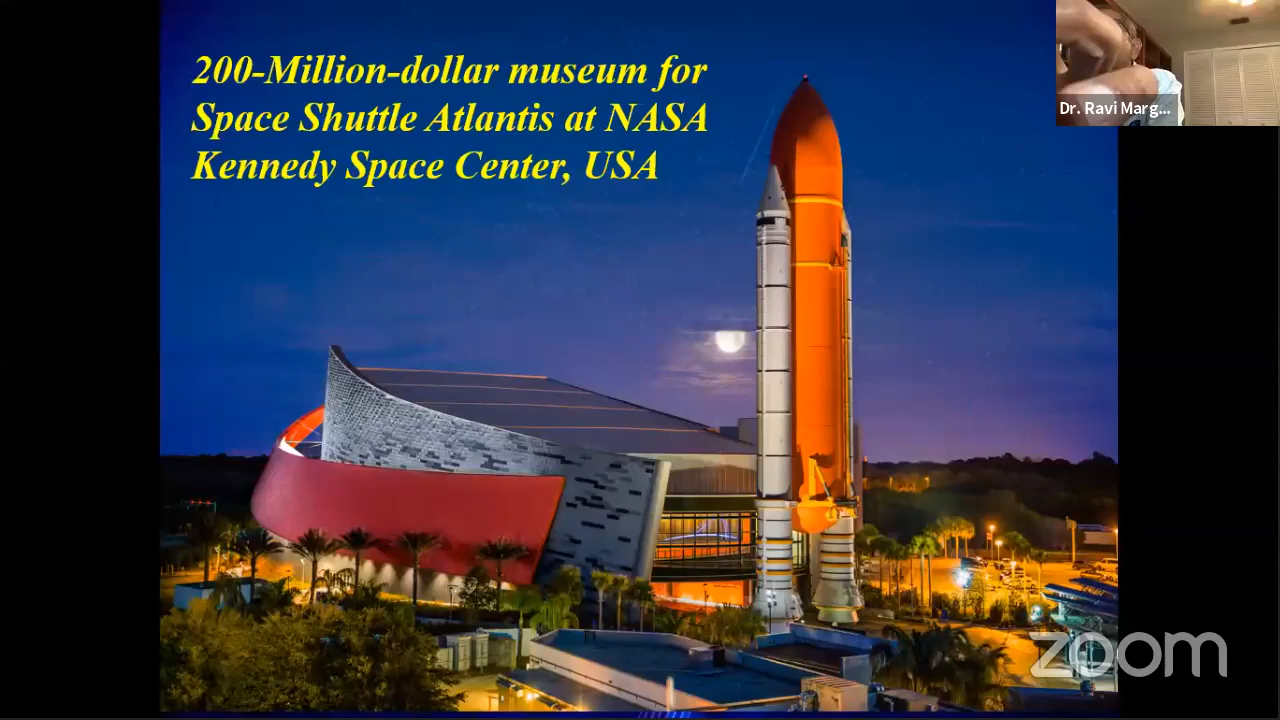 200-Million-dollar museum for
Space Shuttle Atlantis at NASA
Kennedy Space Center, USA
Dr. Ravi Marg...
zoom